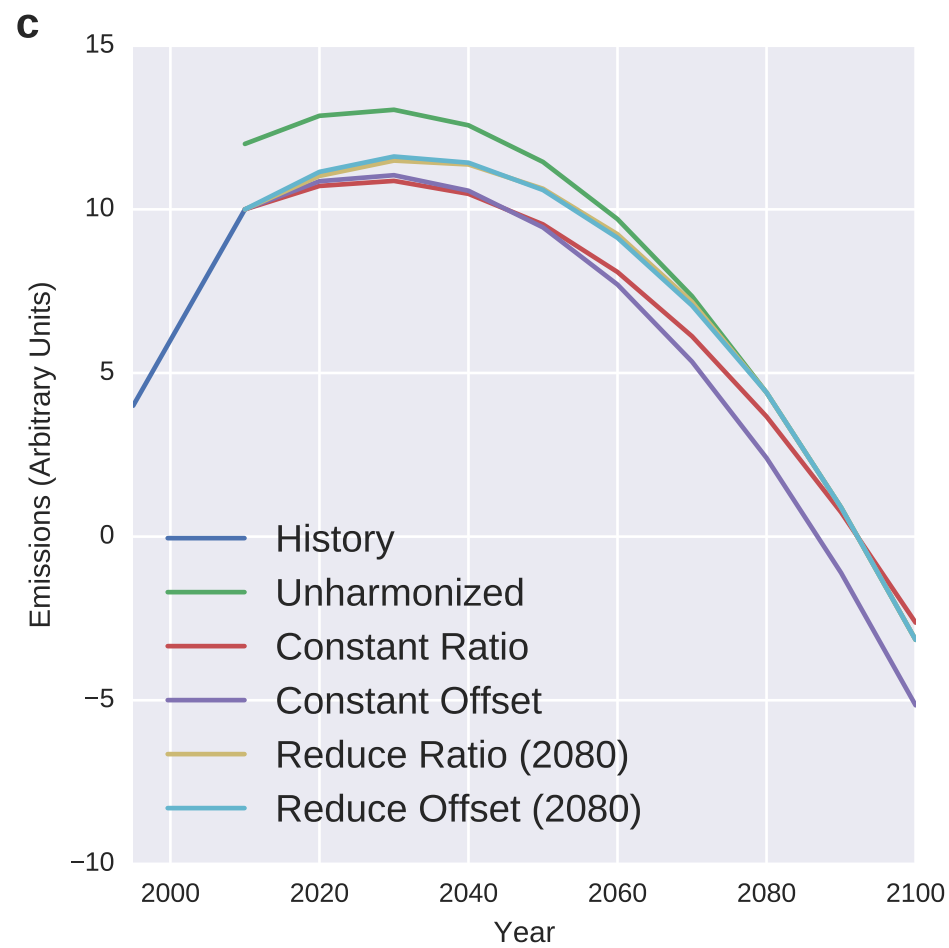 c
15
10
5
0
−5
−10
Emissions (Arbitrary Units)
History
Unharmonized
Constant Ratio
Constant Offset
Reduce Ratio (2080)
Reduce Offset (2080)
2000 2020 2040 2060 2080 2100
Year